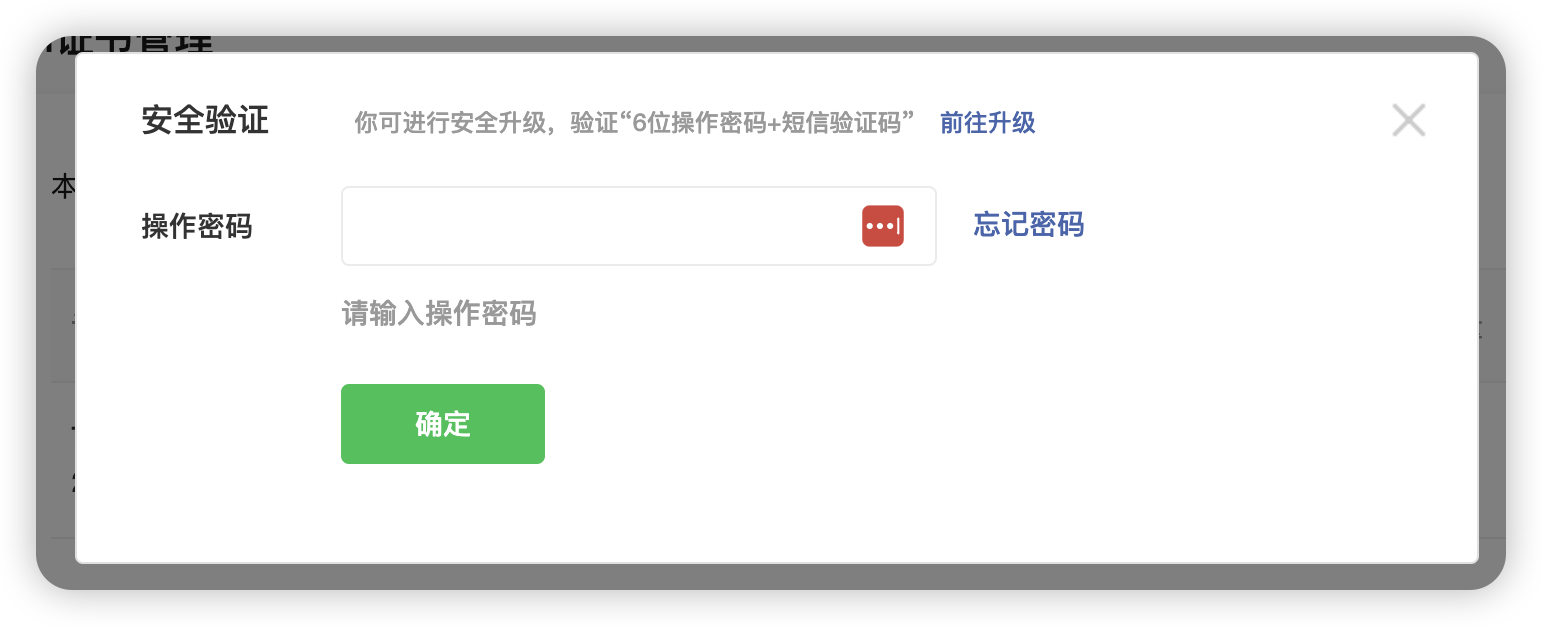 证书管理
安全验证 你可进行安全升级，验证“6位操作密码+短信验证码” 前往升级
本
操作密码 忘记密码
请输入操作密码
确定